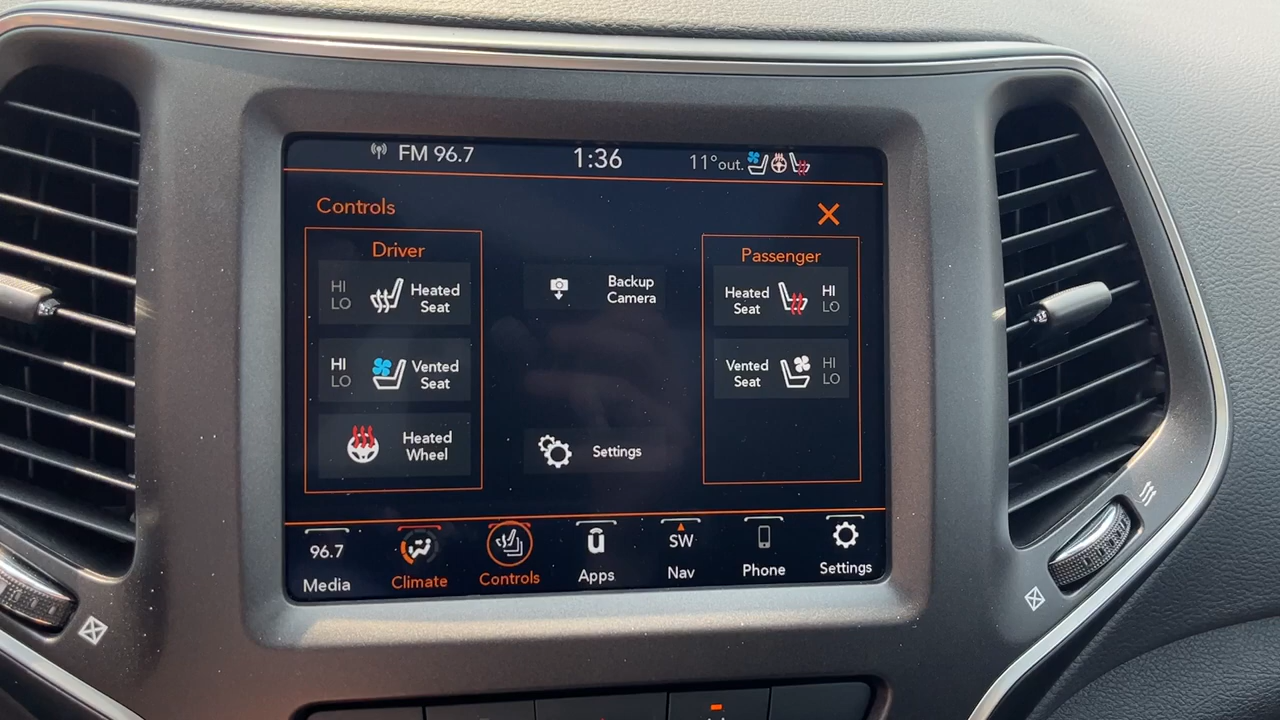 FM 96.7
1:36
11°out.
Controls
Driver
HI
LO
Heated
Seat
HI
LO
Vented
Seat
Heated
Wheel
Backup
Camera
Settings
Passenger
Heated
Seat
HI
LO
Vented
Seat
HI
LO
96.7
Media
Climate
Controls
Apps
SW
Nav
Phone
Settings